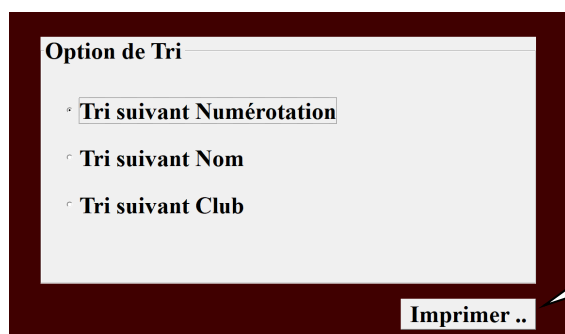 Option de Tri
Tri suivant Numérotation
Tri suivant Nom
Tri suivant Club
Imprimer ..